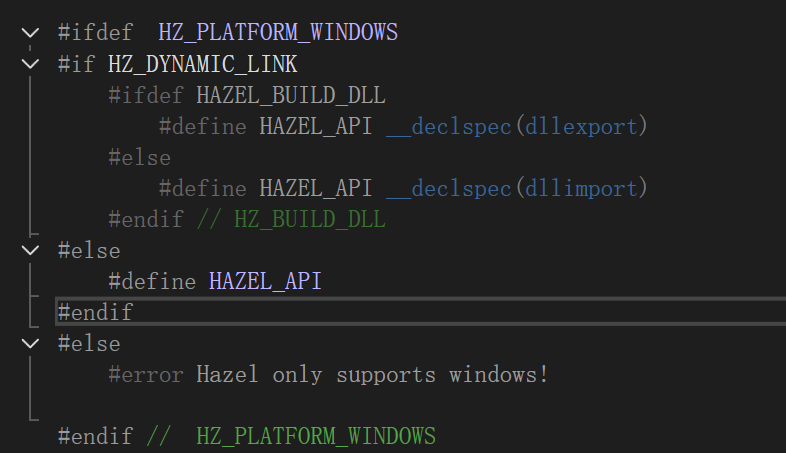 #ifdef  HZ_PLATFORM_WINDOWS
#if HZ_DYNAMIC_LINK
    #ifdef HAZEL_BUILD_DLL
        #define HAZEL_API __declspec(dllexport)
    #else
        #define HAZEL_API __declspec(dllimport)
    #endif // HZ_BUILD_DLL
#else
    #define HAZEL_API
#endif
#else
    #error Hazel only supports windows!
#endif //  HZ_PLATFORM_WINDOWS